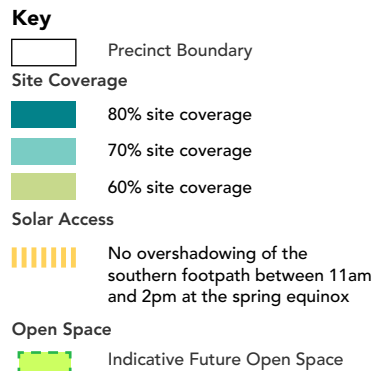 Key
Precinct Boundary
Site Coverage
80% site coverage
70% site coverage
60% site coverage
Solar Access
No overshadowing of the
southern footpath between 11am
and 2pm at the spring equinox
Open Space
Indicative Future Open Space